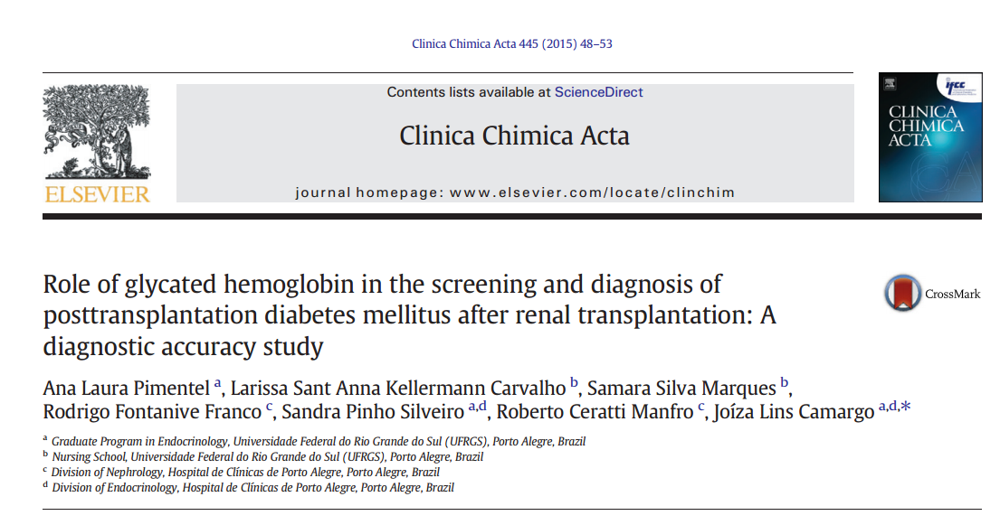 Clinica Chimica Acta 445 (2015) 48–53
Contents lists available at ScienceDirect
Clinica Chimica Acta
journal homepage: www.elsevier.com/locate/clinchim
ELSEVIER
ifcc
CLINICA
CHIMICA
ACTA
Role of glycated hemoglobin in the screening and diagnosis of
posttransplantation diabetes mellitus after renal transplantation: A
diagnostic accuracy study
CrossMark
Ana Laura Pimentel a, Larissa Sant Anna Kellermann Carvalho b, Samara Silva Marques b,
Rodrigo Fontanive Franco c, Sandra Pinho Silveiro a,d, Roberto Ceratti Manfro c, Joíza Lins Camargo a,d,*
a Graduate Program in Endocrinology, Universidade Federal do Rio Grande do Sul (UFRGS), Porto Alegre, Brazil
b Nursing School, Universidade Federal do Rio Grande do Sul (UFRGS), Porto Alegre, Brazil
c Division of Nephrology, Hospital de Clínicas de Porto Alegre, Porto Alegre, Brazil
d Division of Endocrinology, Hospital de Clínicas de Porto Alegre, Porto Alegre, Brazil